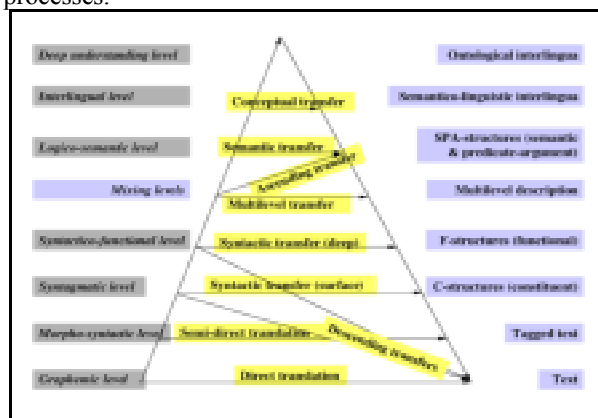 processes.
Deep understanding level
Ontological interlingua
Interlingual level
Conceptual transfer
Semantico-linguistic interlingua
Logico-semantic level
Semantic transfer
SPA-structures (semantic
& predicate-argument)
Ascending transfer
Mixing levels
Multilevel transfer
Multilevel description
Syntactico-functional level
Syntactic transfer (deep)
F-structures (functional)
Syntagmatic level
Syntactic transfer (surface)
C-structures (constituent)
Morpho-syntactic level
Semi-direct translation
Descending transfers
Tagged text
Graphemic level
Direct translation
Text